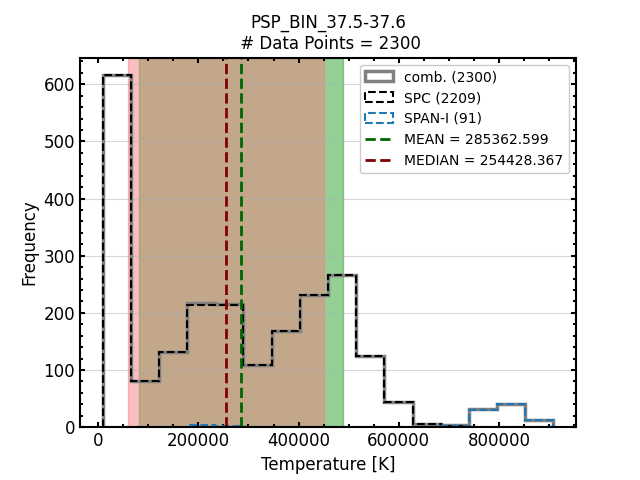 PSP_BIN_37.5-37.6
# Data Points = 2300
comb. (2300)
SPC (2209)
SPAN-I (91)
MEAN = 285362.599
MEDIAN = 254428.367
Frequency
600
500
400
300
200
100
0
0 200000 400000 600000 800000
Temperature [K]